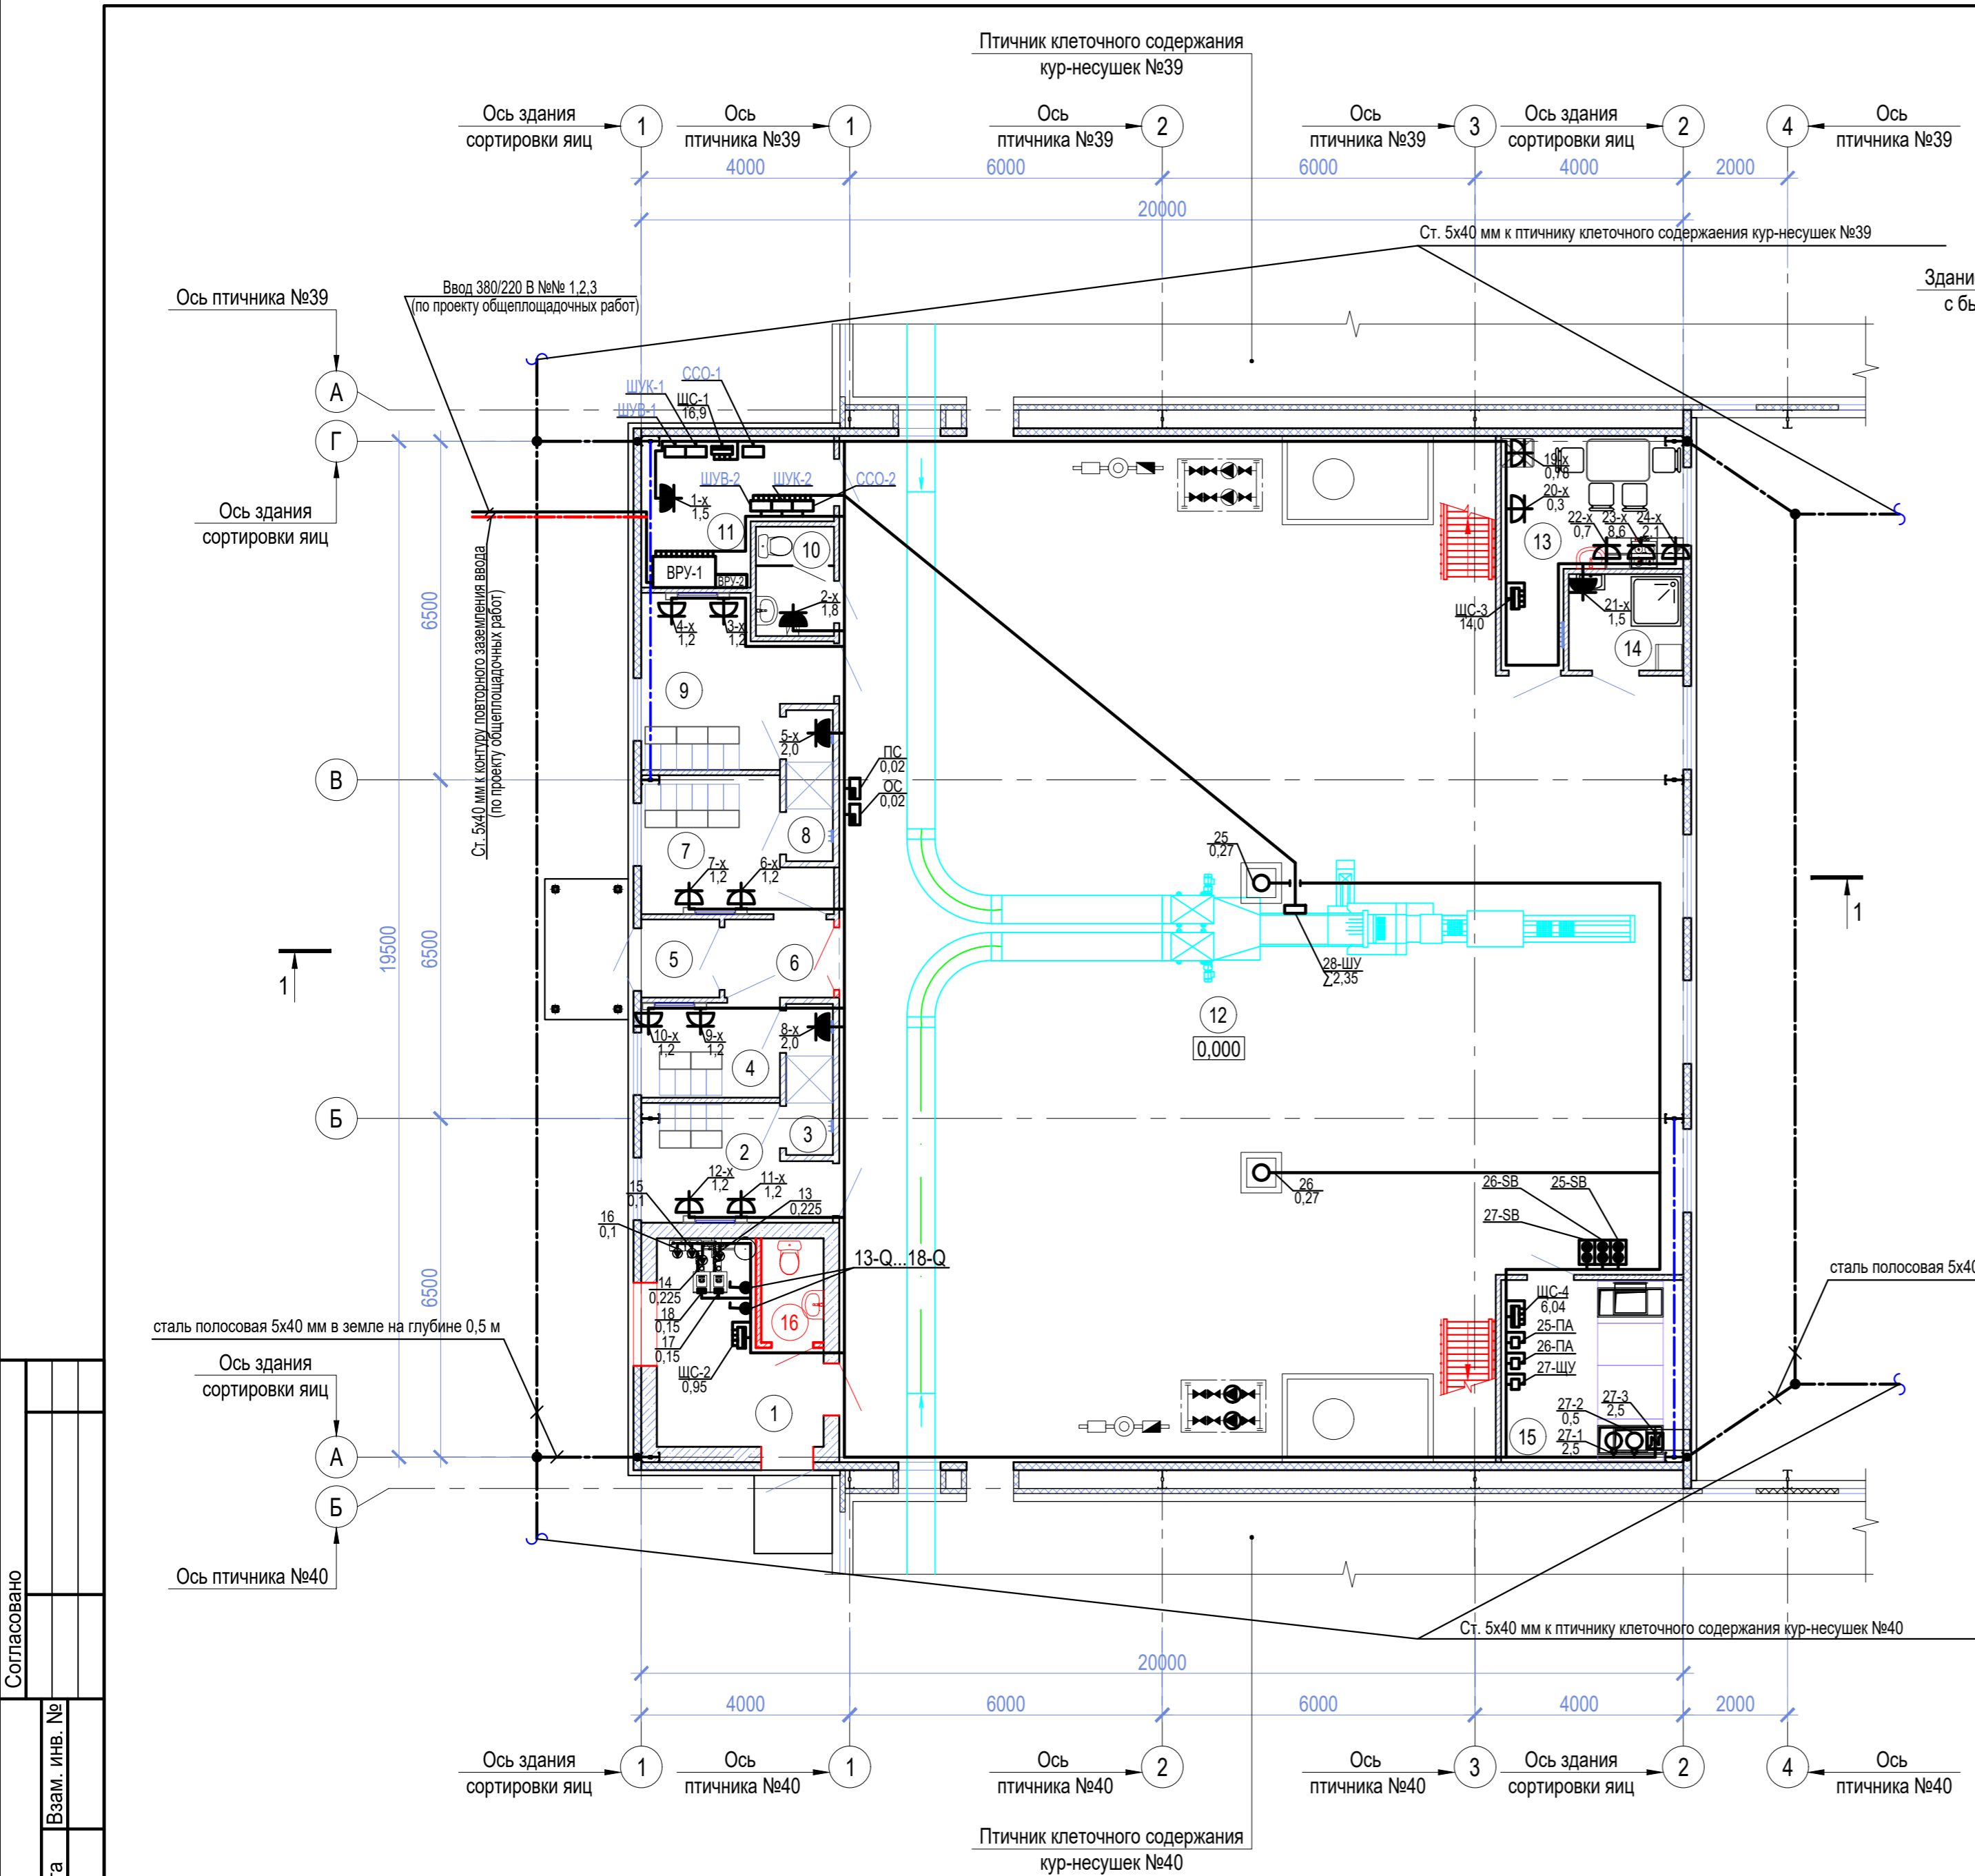 Птичник клеточного содержания
кур-несушек №39
Ось здания
сортировки яиц
1
Ось
птичника №39
1
Ось
птичника №39
2
Ось
птичника №39
3
Ось здания
сортировки яиц
2
4
Ось
птичника №39
4000
6000
6000
4000
2000
20000
Ст. 5х40 мм к птичнику клеточного содержаения кур-несушек №39
Здани
с бы
Ввод 380/220 В №№ 1,2,3
(по проекту общеплощадочных работ)
Ось птичника №39
А
Г
Ось здания
сортировки яиц
ШУК-1
ССО-1
ШУВ-1
ЩС-1
16,9
ШУВ-2
ШУК-2
ССО-2
1-х
1,5
11
10
ВРУ-1
ВРУ-2
2-х
1,8
4-х
1,2
3-х
1,2
19-х
0,18
20-х
0,3
22-х
0,7
23-х
8,6
24-х
2,1
13
ЩС-3
14,0
21-х
1,5
14
Ст. 5х40 мм к контуру повторного заземления ввода
(по проекту общеплощадочных работ)
6500
9
5-х
2,0
ПС
0,02
ОС
0,02
В
8
7
7-х
1,2
6-х
1,2
25
0,27
19500
6500
5
6
28-ШУ
∑2,35
1
1
12
0,000
10-х
1,2
9-х
1,2
8-х
2,0
4
Б
3
2
12-х
1,2
11-х
1,2
13
0,225
15
0,1
16
0,1
26
0,27
26-SB
25-SB
27-SB
13-Q...18-Q
14
0,225
18
0,15
17
0,15
ЩС-2
0,95
16
6500
сталь полосовая 5х40 мм в земле на глубине 0,5 м
сталь полосовая 5х40
ЩС-4
6,04
25-ПА
26-ПА
27-ЩУ
27-2
0,5
27-3
2,5
27-1
2,5
15
1
Ось здания
сортировки яиц
А
Б
Ось птичника №40
Ст. 5х40 мм к птичнику клеточного содержания кур-несушек №40
20000
4000
6000
6000
4000
2000
Ось здания
сортировки яиц
1
Ось
птичника №40
1
Ось
птичника №40
2
Ось
птичника №40
3
Ось здания
сортировки яиц
2
4
Ось
птичника №40
Птичник клеточного содержания
кур-несушек №40
Согласовано
Взам. инв. №
та